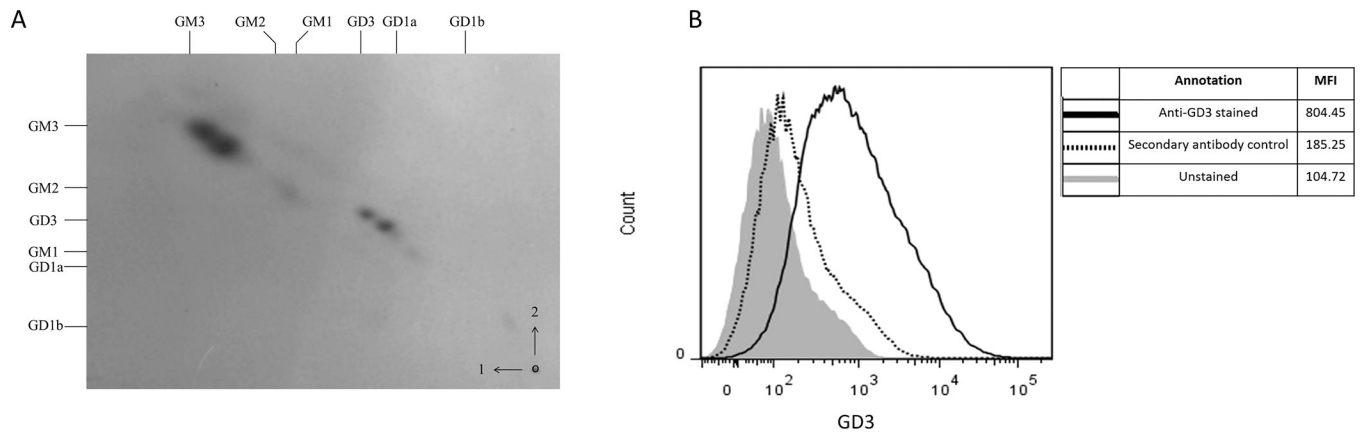 A
GM3 GM2 GM1 GD3 GD1a GD1b
GM3
GM2
GD3
GM1
GD1a
GD1b
2
1
B
Count
0
0 10² 10³ 10⁴ 10⁵
GD3
Annotation MFI
Anti-GD3 stained 804.45
Secondary antibody control 185.25
Unstained 104.72